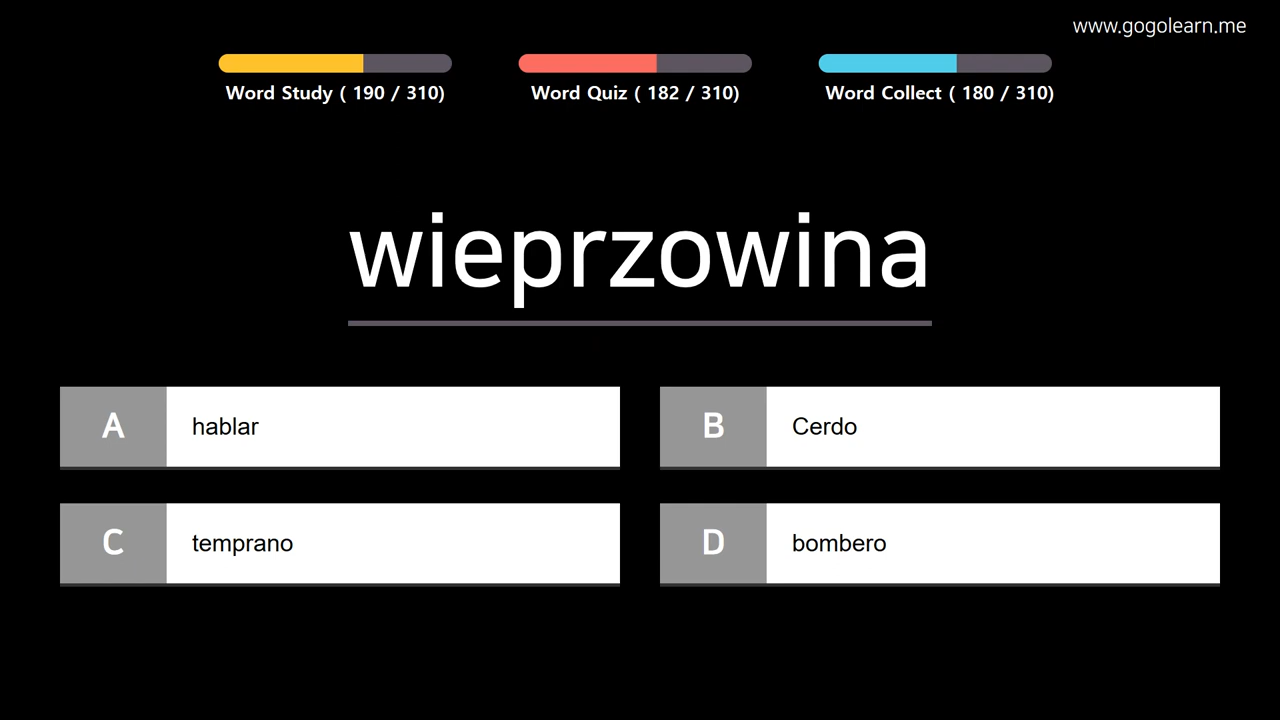 www.gogolearn.me
Word Study ( 190 / 310)
Word Quiz ( 182 / 310)
Word Collect ( 180 / 310)
wieprzowina
A hablar
B Cerdo
C temprano
D bombero